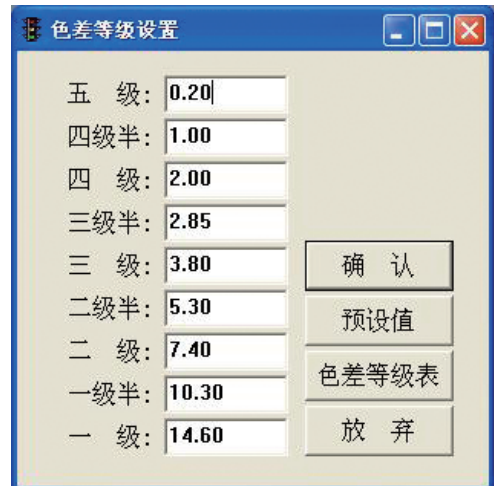 色差等级设置
五 级: 0.20
四级半: 1.00
四 级: 2.00
三级半: 2.85
三 级: 3.80
二级半: 5.30
二 级: 7.40
一级半: 10.30
一 级: 14.60
确 认
预设值
色差等级表
放 弃